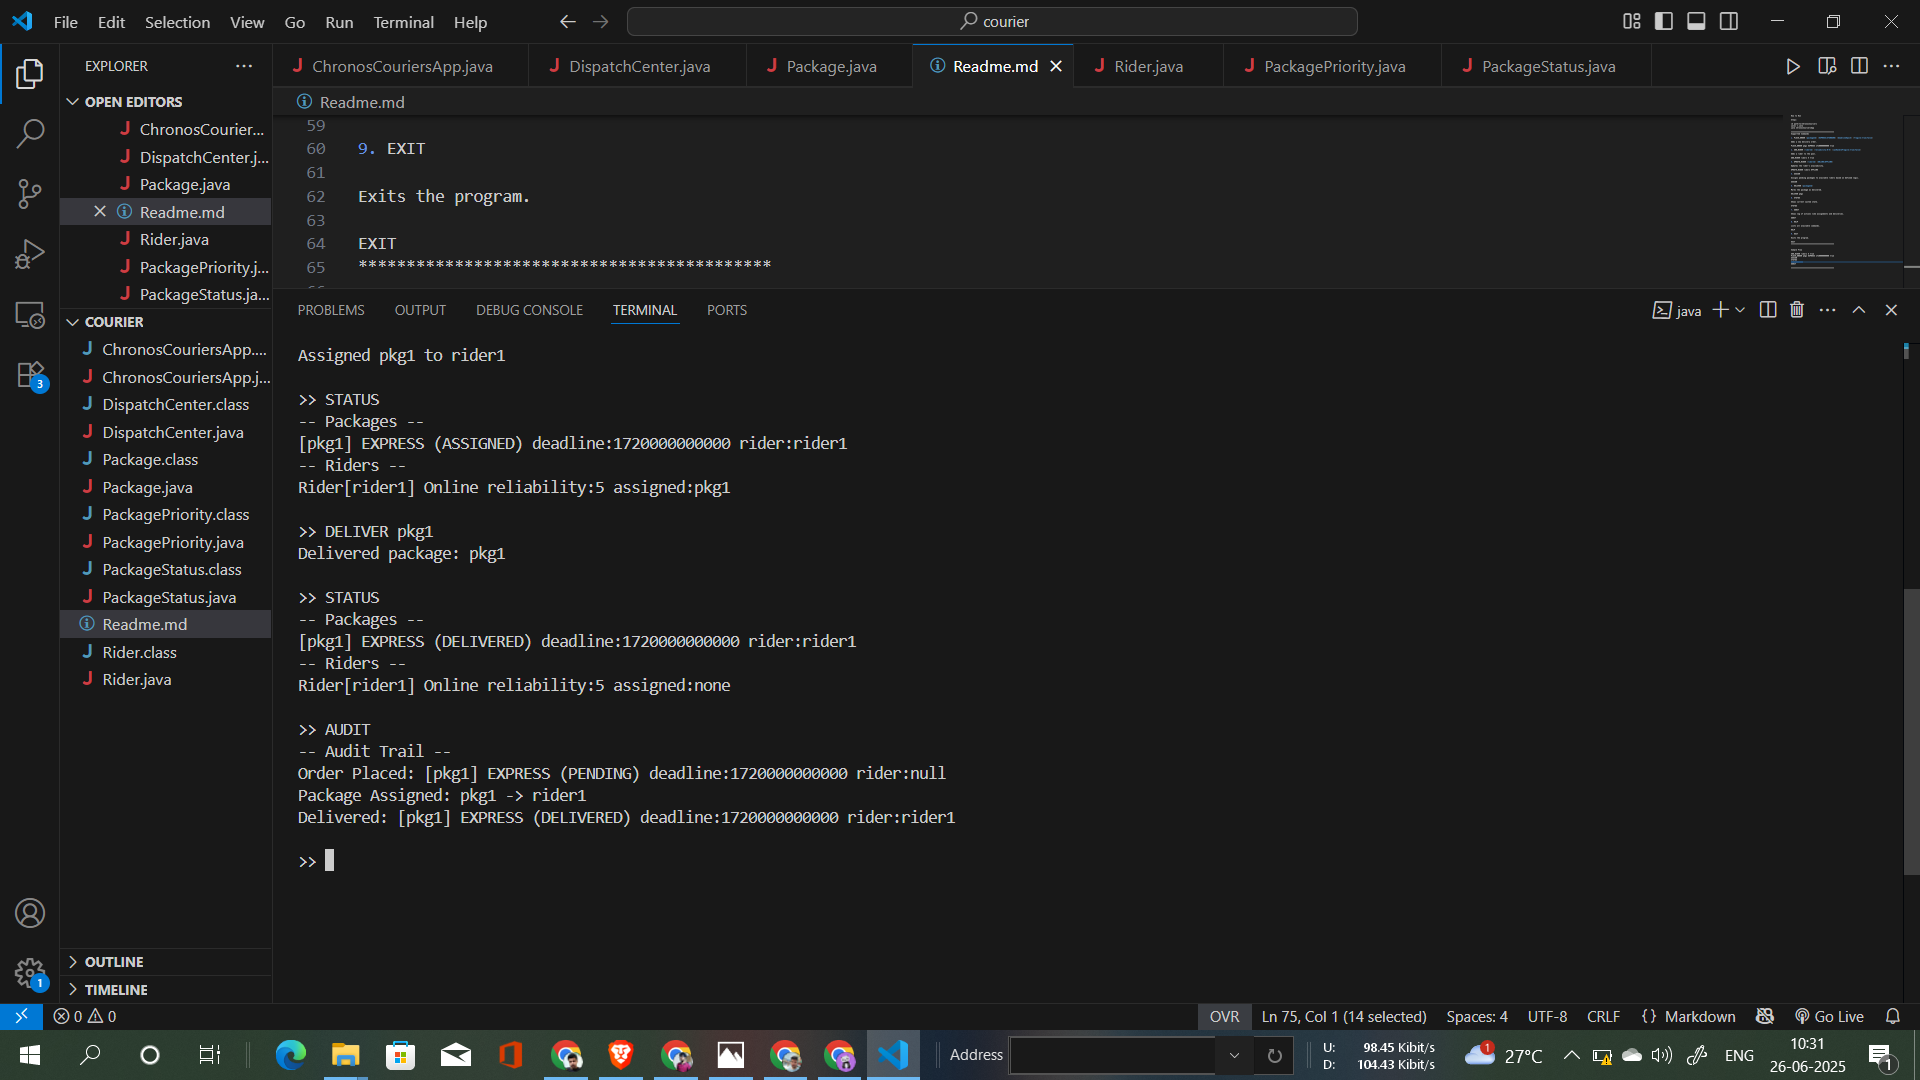 File Edit Selection View Go Run Terminal Help
courier
EXPLORER
OPEN EDITORS
ChronosCourier...
DispatchCenter.j...
Package.java
Readme.md
Rider.java
PackagePriority.j...
PackageStatus.ja...
COURIER
ChronosCouriersApp....
ChronosCouriersApp.j...
DispatchCenter.class
DispatchCenter.java
Package.class
Package.java
PackagePriority.class
PackagePriority.java
PackageStatus.class
PackageStatus.java
Readme.md
Rider.class
Rider.java
OUTLINE
TIMELINE
3
1
ChronosCouriersApp.java DispatchCenter.java Package.java Readme.md Rider.java PackagePriority.java PackageStatus.java
Readme.md
59
60 9. EXIT
61
62 Exits the program.
63
64 EXIT
65 *******************************************
PROBLEMS OUTPUT DEBUG CONSOLE TERMINAL PORTS
java
Assigned pkg1 to rider1
>> STATUS
-- Packages --
[pkg1] EXPRESS (ASSIGNED) deadline:1720000000000 rider:rider1
-- Riders --
Rider[rider1] Online reliability:5 assigned:pkg1
>> DELIVER pkg1
Delivered package: pkg1
>> STATUS
-- Packages --
[pkg1] EXPRESS (DELIVERED) deadline:1720000000000 rider:rider1
-- Riders --
Rider[rider1] Online reliability:5 assigned:none
>> AUDIT
-- Audit Trail --
Order Placed: [pkg1] EXPRESS (PENDING) deadline:1720000000000 rider:null
Package Assigned: pkg1 -> rider1
Delivered: [pkg1] EXPRESS (DELIVERED) deadline:1720000000000 rider:rider1
>>
0 0
OVR Ln 75, Col 1 (14 selected) Spaces: 4 UTF-8 CRLF {} Markdown Go Live
Address
U: 98.45 Kibit/s
D: 104.43 Kibit/s
1
27°C
ENG
10:31
26-06-2025
1